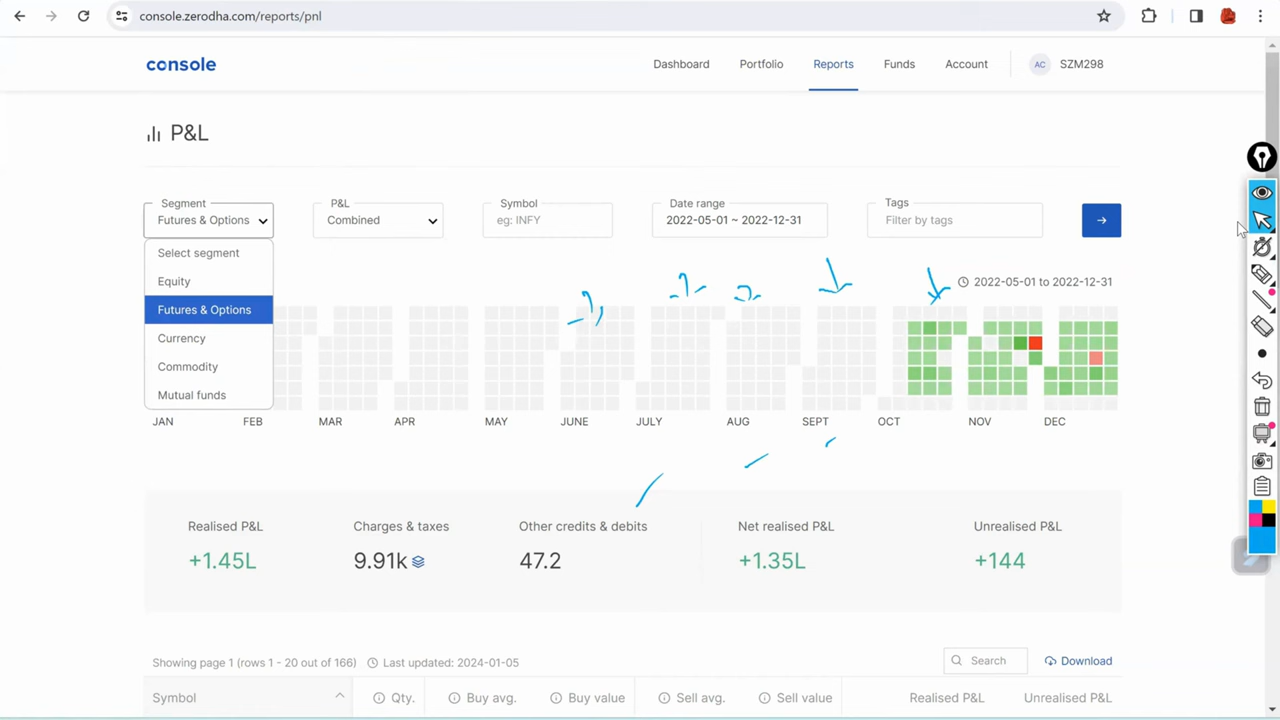 console.zerodha.com/reports/pnl
console
Dashboard
Portfolio
Reports
Funds
Account
AC
SZM298
P&L
Segment
Futures & Options
P&L
Combined
Symbol
eg: INFY
Date range
2022-05-01 ~ 2022-12-31
Tags
Filter by tags
Select segment
Equity
Futures & Options
Currency
Commodity
Mutual funds
2022-05-01 to 2022-12-31
JAN FEB MAR APR MAY JUNE JULY AUG SEPT OCT NOV DEC
Realised P&L
+1.45L
Charges & taxes
9.91k
Other credits & debits
47.2
Net realised P&L
+1.35L
Unrealised P&L
+144
Showing page 1 (rows 1 - 20 out of 166)
Last updated: 2024-01-05
Search
Download
Symbol Qty. Buy avg. Buy value Sell avg. Sell value Realised P&L Unrealised P&L